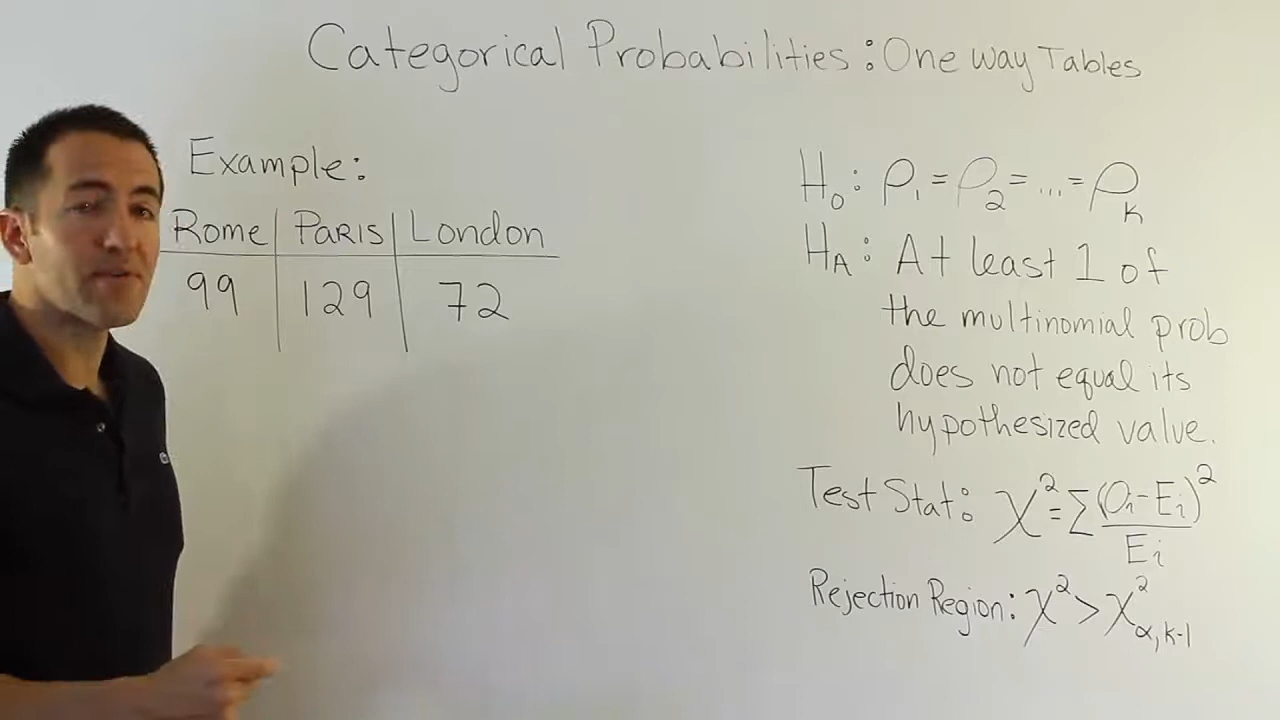 Categorical Probabilities: One way Tables
Example:
Rome Paris London
99 129 72
H₀: P₁ = P₂ = ... = Pₖ
H_A: At least 1 of
the multinomial prob
does not equal its
hypothesized value.
Test Stat: χ² = Σ (Oᵢ - Eᵢ)² / Eᵢ
Rejection Region: χ² > χ²_α, k-1